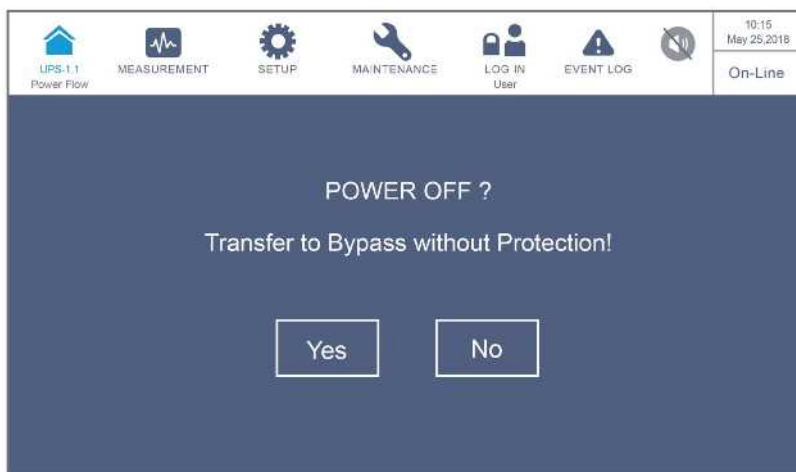 UPS-1.1
Power Flow
MEASUREMENT
SETUP
MAINTENANCE
LOG IN
User
EVENT LOG
10:15
May 25,2018
On-Line
POWER OFF ?
Transfer to Bypass without Protection!
Yes
No